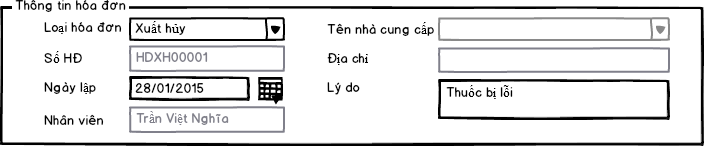 Thông tin hóa đơn
Loại hóa đơn Xuất hủy
Tên nhà cung cấp
Số HĐ HDXH00001
Địa chỉ
Ngày lập 28/01/2015
Lý do Thuốc bị lỗi
Nhân viên Trần Việt Nghĩa